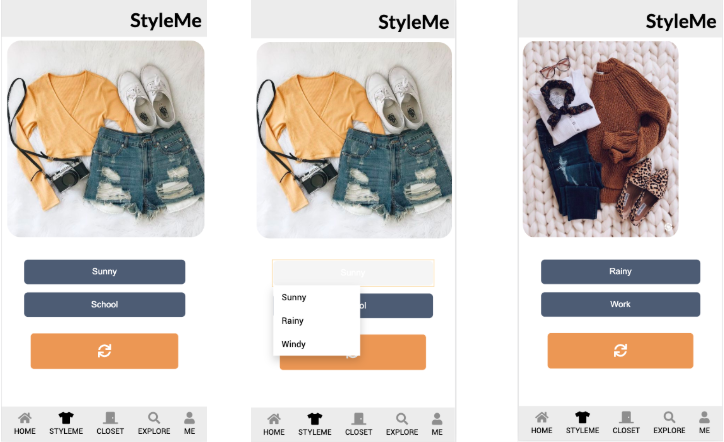 StyleMe
Sunny
School
HOME STYLEME CLOSET EXPLORE ME
StyleMe
Sunny
ol
Sunny
Rainy
Windy
HOME STYLEME CLOSET EXPLORE ME
StyleMe
Rainy
Work
HOME STYLEME CLOSET EXPLORE ME